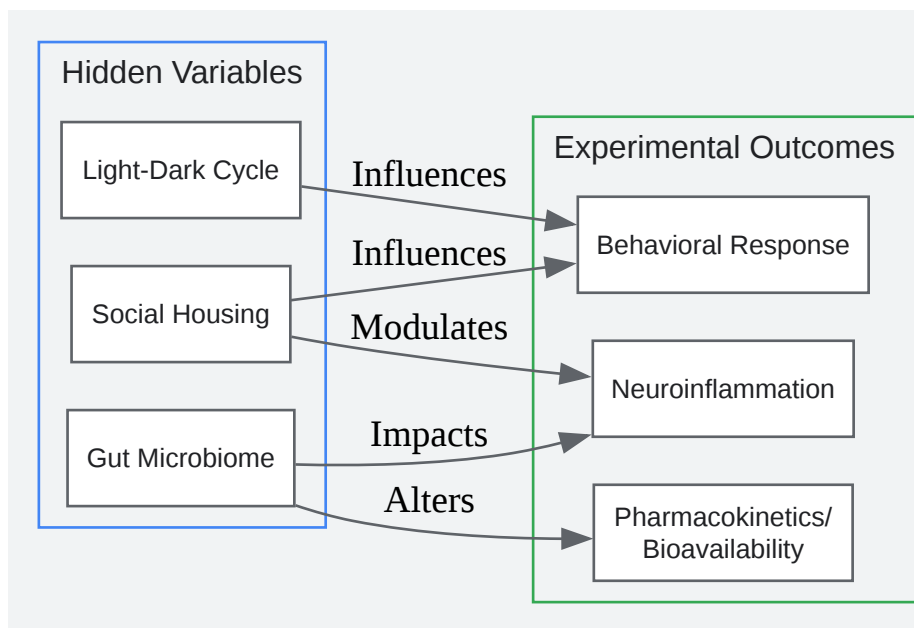 Hidden Variables
Light-Dark Cycle
Social Housing
Gut Microbiome
Influences
Influences
Modulates
Impacts
Alters
Experimental Outcomes
Behavioral Response
Neuroinflammation
Pharmacokinetics/
Bioavailability